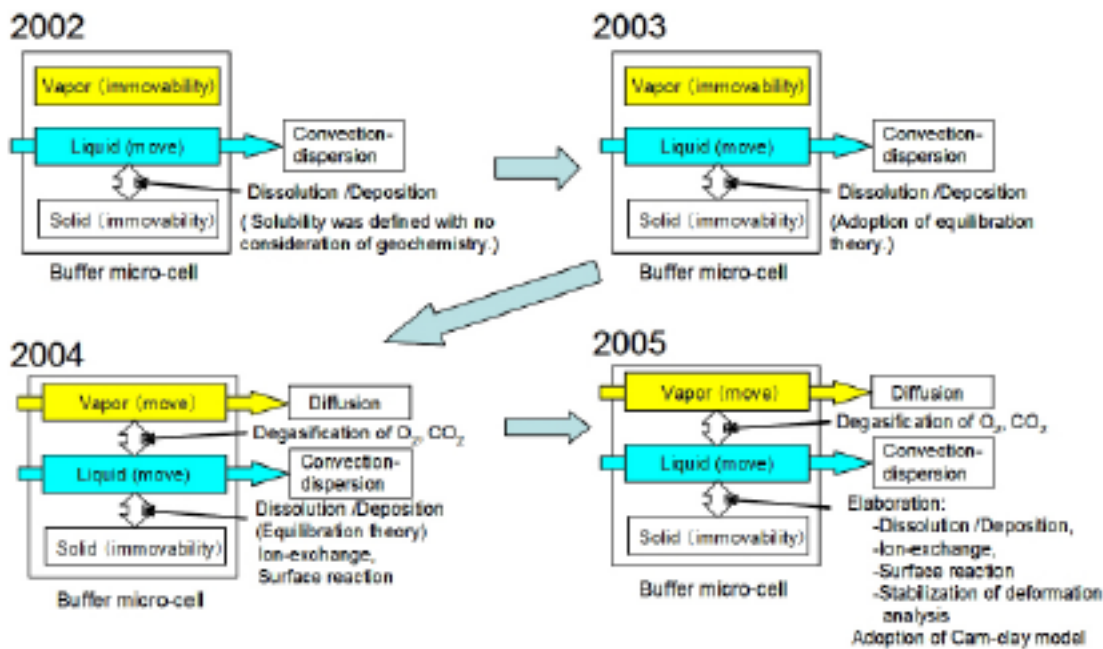 2002
Vapor (immovability)
Liquid (move)
Convection-
dispersion
Dissolution /Deposition
( Solubility was defined with no
consideration of geochemistry.)
Solid (immovability)
Buffer micro-cell
2003
Vapor (immovability)
Liquid (move)
Convection-
dispersion
Dissolution /Deposition
(Adoption of equilibration
theory.)
Solid (immovability)
Buffer micro-cell
2004
Vapor (move)
Diffusion
Degasification of O₂, CO₂
Liquid (move)
Convection-
dispersion
Dissolution /Deposition
(Equilibration theory)
Ion-exchange,
Surface reaction
Solid (immovability)
Buffer micro-cell
2005
Vapor (move)
Diffusion
Degasification of O₂, CO₂
Liquid (move)
Convection-
dispersion
Elaboration:
-Dissolution /Deposition,
-Ion-exchange,
-Surface reaction
-Stabilization of deformation
analysis
Adoption of Cam-clay model
Solid (immovability)
Buffer micro-cell